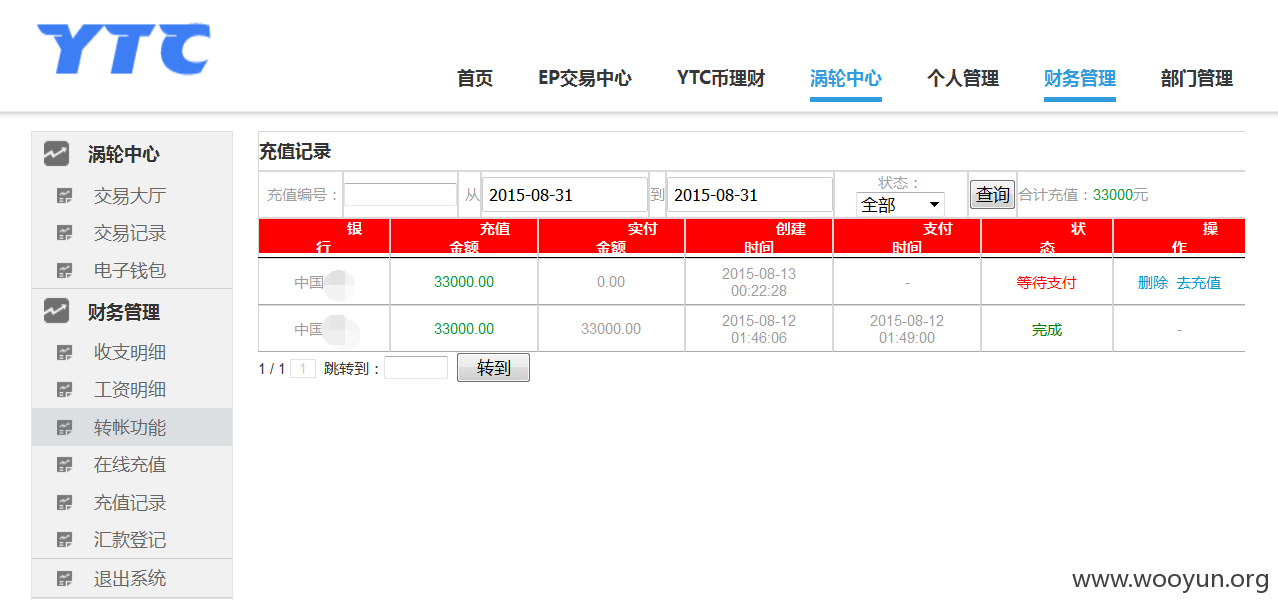 YTC
首页 EP交易中心 YTC币理财 涡轮中心 个人管理 财务管理 部门管理
涡轮中心
交易大厅
交易记录
电子钱包
财务管理
收支明细
工资明细
转帐功能
在线充值
充值记录
汇款登记
退出系统
充值记录
充值编号： 从 2015-08-31 到 2015-08-31 状态： 全部 查询 合计充值：33000元
银行 充值金额 实付金额 创建时间 支付时间 状态 操作
中国 33000.00 0.00 2015-08-13 00:22:28 - 等待支付 删除 去充值
中国 33000.00 33000.00 2015-08-12 01:46:06 2015-08-12 01:49:00 完成 -
1 / 1 1 跳转到： 转到
www.wooyun.org